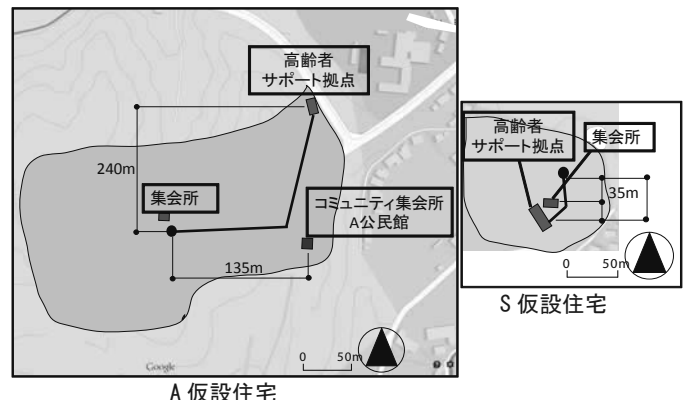 高齢者
サポート拠点
240m
集会所
コミュニティ集会所
A公民館
135m
0 50m
Google
A 仮設住宅
高齢者
サポート拠点
集会所
35m
0 50m
S 仮設住宅